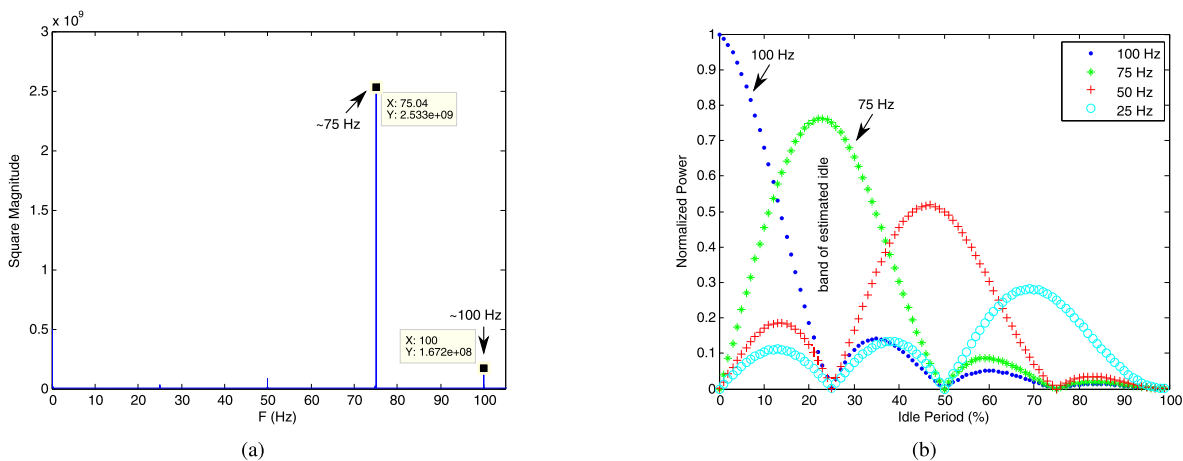 x 10^9
3
2.5
2
1.5
1
0.5
0
0 10 20 30 40 50 60 70 80 90 100
Square Magnitude
F (Hz)
~75 Hz
X: 75.04
Y: 2.533e+09
~100 Hz
X: 100
Y: 1.672e+08
(a)
1
0.9
0.8
0.7
0.6
0.5
0.4
0.3
0.2
0.1
0
0 10 20 30 40 50 60 70 80 90 100
Normalized Power
Idle Period (%)
100 Hz
75 Hz
band of estimated idle
100 Hz
75 Hz
50 Hz
25 Hz
(b)